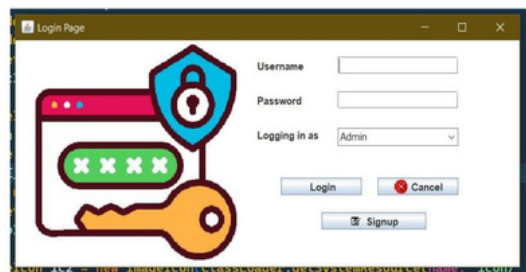 Login Page
Username
Password
Logging in as
Admin
Login
Cancel
Signup